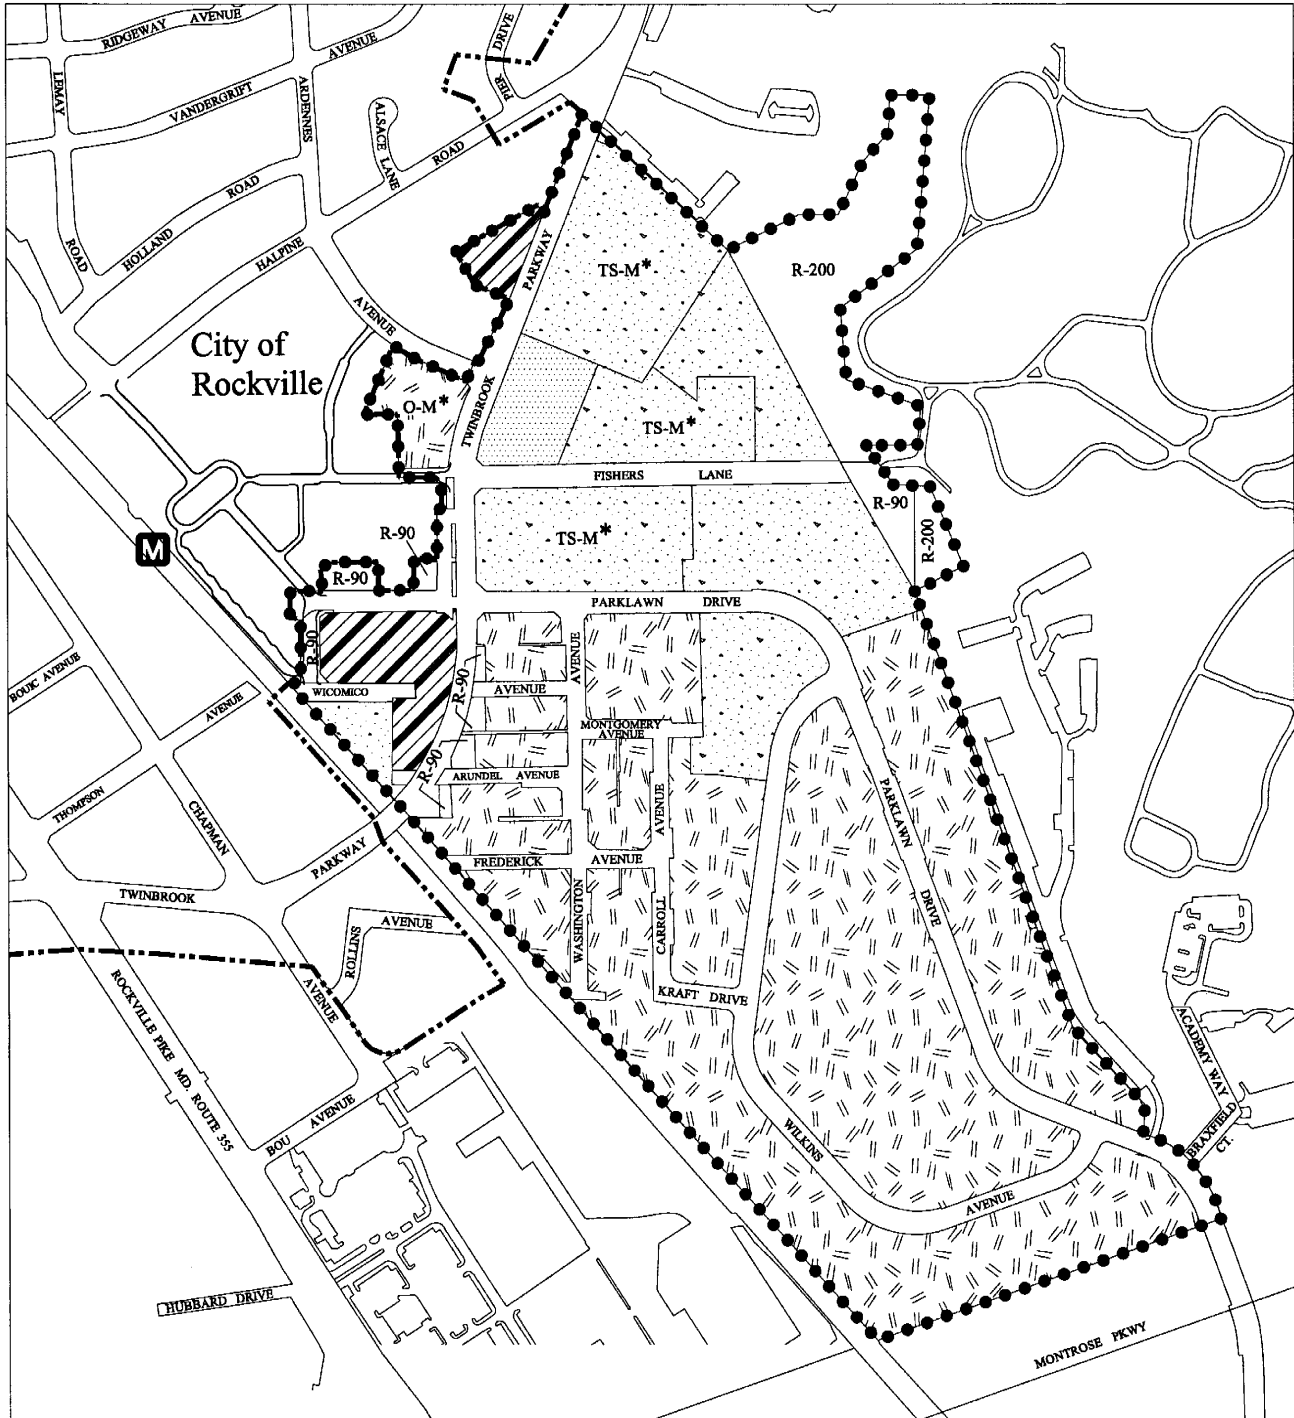 RIDGEWAY AVENUE
LEMAY
ROAD
VANDERGRIFT
AVENUE
ARDENNES
AVENUE
ALSACE LANE
PIER
DRIVE
HOLLAND
ROAD
HALPINE
ROAD
PARKWAY
TWINBROOK
City of
Rockville
O-M*
TS-M*
R-200
TS-M*
FISHERS LANE
R-90
R-200
TS-M*
R-90
M
R-90
R-90
PARKLAWN DRIVE
AVENUE
WICOMICO
AVENUE
R-90
MONTGOMERY
AVENUE
R-90
ARUNDEL AVENUE
AVENUE
FREDERICK AVENUE
WASHINGTON
CARROLL
PARKLAWN
DRIVE
KRAFT DRIVE
WILKINS
AVENUE
BOUIC AVENUE
AVENUE
THOMPSON
CHAPMAN
AVENUE
TWINBROOK
PARKWAY
ROLLINS
AVENUE
ROCKVILLE PIKE MD. ROUTE 355
BOU AVENUE
HUBBARD DRIVE
ACADEMY WAY
BRAXFIELD
CT.
MONTROSE PKWY